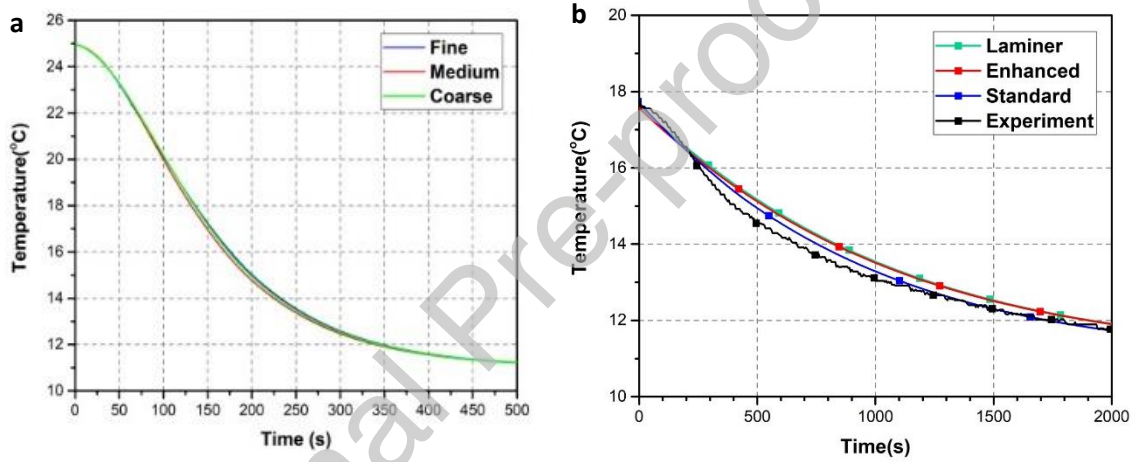 a
26
24
22
20
18
16
14
12
10
Temperature(°C)
Fine
Medium
Coarse
0 50 100 150 200 250 300 350 400 450 500
Time (s)
b
20
18
16
14
12
10
Temperature(°C)
Laminer
Enhanced
Standard
Experiment
0 500 1000 1500 2000
Time(s)
nal Pre-proo